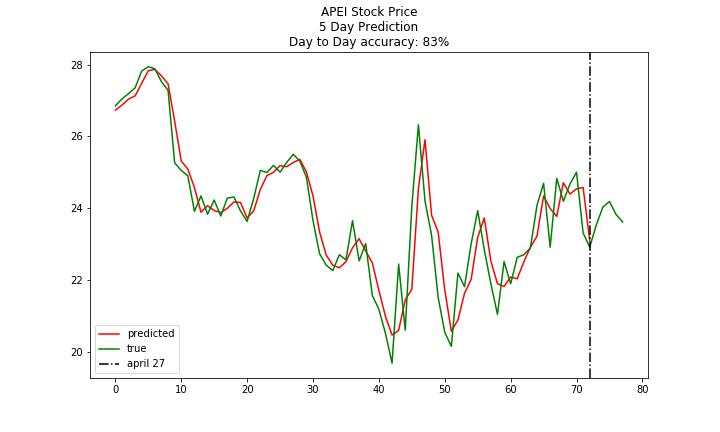 APEI Stock Price
5 Day Prediction
Day to Day accuracy: 83%
28
26
24
22
20
predicted
true
april 27
0 10 20 30 40 50 60 70 80